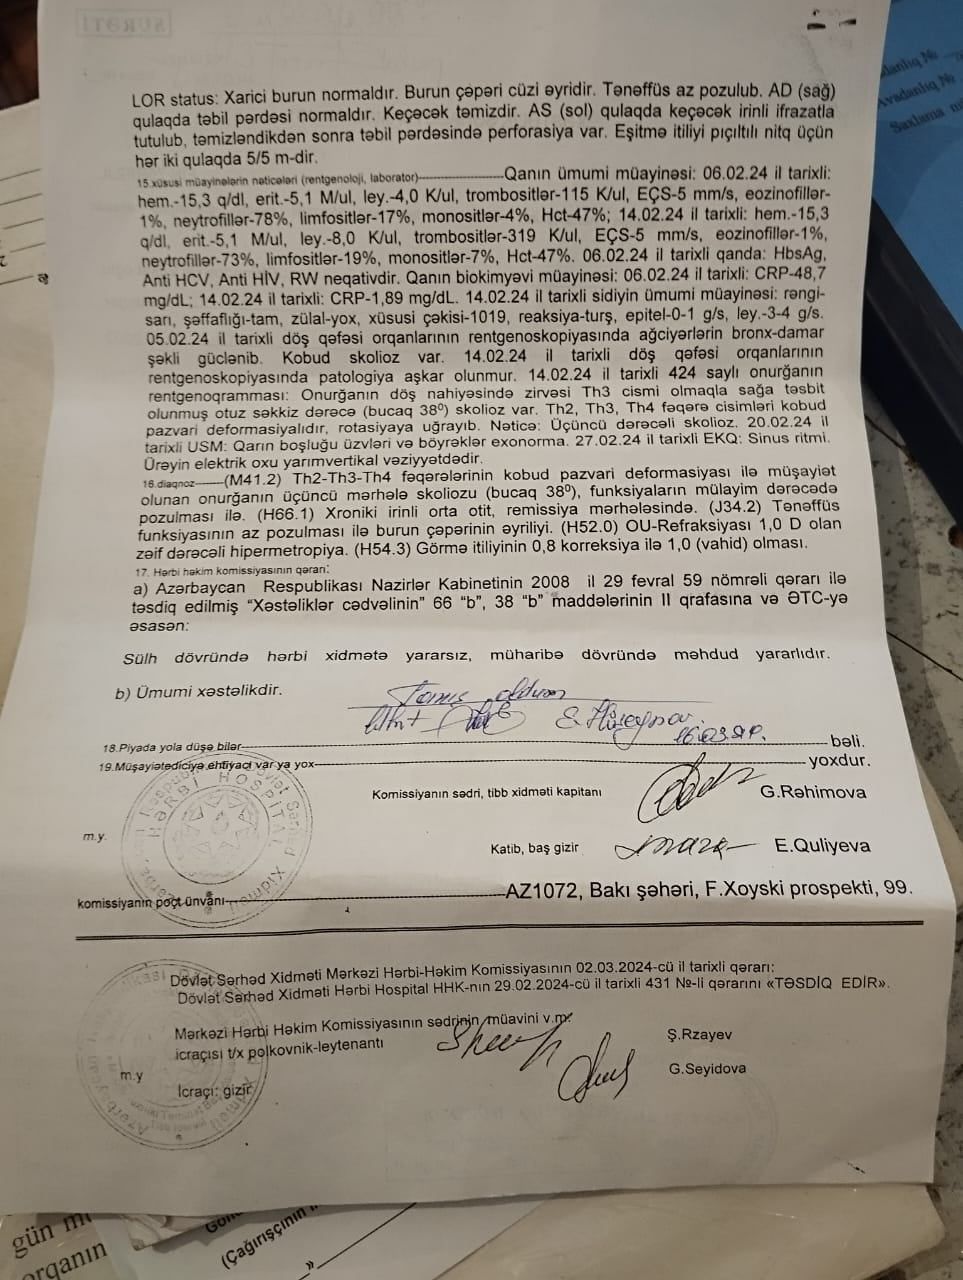 SURƏTİ
LOR status: Xarici burun normaldır. Burun çəpəri cüzi əyridir. Tənəffüs az pozulub. AD (sağ)
qulaqda təbil pərdəsi normaldır. Keçəcək təmizdir. AS (sol) qulaqda keçəcək irinli ifrazatla
tutulub, təmizləndikdən sonra təbil pərdəsində perforasiya var. Eşitmə itiliyi pıçıltılı nitq üçün
hər iki qulaqda 5/5 m-dir.
15.xüsusi müayinələrin nəticələri (rentgenoloji, laborator)-----Qanın ümumi müayinəsi: 06.02.24 il tarixli:
hem.-15,3 q/dl, erit.-5,1 M/ul, ley.-4,0 K/ul, trombositlər-115 K/ul, EÇS-5 mm/s, eozinofillər-
1%, neytrofillər-78%, limfositlər-17%, monositlər-4%, Hct-47%; 14.02.24 il tarixli: hem.-15,3
q/dl, erit.-5,1 M/ul, ley.-8,0 K/ul, trombositlər-319 K/ul, EÇS-5 mm/s, eozinofillər-1%,
neytrofillər-73%, limfositlər-19%, monositlər-7%, Hct-47%. 06.02.24 il tarixli qanda: HbsAg,
Anti HCV, Anti HİV, RW neqativdir. Qanın biokimyəvi müayinəsi: 06.02.24 il tarixli: CRP-48,7
mg/dL; 14.02.24 il tarixli: CRP-1,89 mg/dL. 14.02.24 il tarixli sidiyin ümumi müayinəsi: rəngi-
sarı, şəffaflığı-tam, zülal-yox, xüsusi çəkisi-1019, reaksiya-turş, epitel-0-1 g/s, ley.-3-4 g/s.
05.02.24 il tarixli döş qəfəsi orqanlarının rentgenoskopiyasında ağciyərlərin bronx-damar
şəkli güclənib. Kobud skolioz var. 14.02.24 il tarixli döş qəfəsi orqanlarının
rentgenoskopiyasında patologiya aşkar olunmur. 14.02.24 il tarixli 424 saylı onurğanın
rentgenoqramması: Onurğanın döş nahiyəsində zirvəsi Th3 cismi olmaqla sağa təsbit
olunmuş otuz səkkiz dərəcə (bucaq 38⁰) skolioz var. Th2, Th3, Th4 fəqərə cisimləri kobud
pazvari deformasiyalıdır, rotasiyaya uğrayıb. Nəticə: Üçüncü dərəcəli skolioz. 20.02.24 il
tarixli USM: Qarın boşluğu üzvləri və böyrəklər exonorma. 27.02.24 il tarixli EKQ: Sinus ritmi.
Ürəyin elektrik oxu yarımvertikal vəziyyətdədir.
16.diaqnoz-----(M41.2) Th2-Th3-Th4 fəqərələrinin kobud pazvari deformasiyası ilə müşayiət
olunan onurğanın üçüncü mərhələ skoliozu (bucaq 38⁰), funksiyaların mülayim dərəcədə
pozulması ilə. (H66.1) Xroniki irinli orta otit, remissiya mərhələsində. (J34.2) Tənəffüs
funksiyasının az pozulması ilə burun çəpərinin əyriliyi. (H52.0) OU-Refraksiyası 1,0 D olan
zəif dərəcəli hipermetropiya. (H54.3) Görmə itiliyinin 0,8 korreksiya ilə 1,0 (vahid) olması.
17. Hərbi həkim komissiyasının qərarı:
a) Azərbaycan Respublikası Nazirlər Kabinetinin 2008 il 29 fevral 59 nömrəli qərarı ilə
təsdiq edilmiş “Xəstəliklər cədvəlinin” 66 “b”, 38 “b” maddələrinin II qrafasına və ƏTC-yə
əsasən:
Sülh dövründə hərbi xidmətə yararsız, müharibə dövründə məhdud yararlıdır.
b) Ümumi xəstəlikdir.
Tanış oldum
E. Hüseynov
18.Piyada yola düşə bilər----- bəli.
19.Müşayiətediciyə ehtiyacı var ya yox----- yoxdur.
Komissiyanın sədri, tibb xidməti kapitanı G.Rəhimova
m.y.
Katib, baş gizir E.Quliyeva
HƏRBİ HOSPITAL
komissiyanın poçt ünvanı-----AZ1072, Bakı şəhəri, F.Xoyski prospekti, 99.
Dövlət Sərhəd Xidməti Mərkəzi Hərbi-Həkim Komissiyasının 02.03.2024-cü il tarixli qərarı:
Dövlət Sərhəd Xidməti Hərbi Hospital HHK-nın 29.02.2024-cü il tarixli 431 №-li qərarını «TƏSDİQ EDİR».
Mərkəzi Hərbi Həkim Komissiyasının sədrinin müavini v.m.
icraçısı t/x polkovnik-leytenantı Ş.Rzayev
m.y
İcraçı: gizir G.Seyidova
gün
orqanın
(Çağırışçının
Avadanlıq №